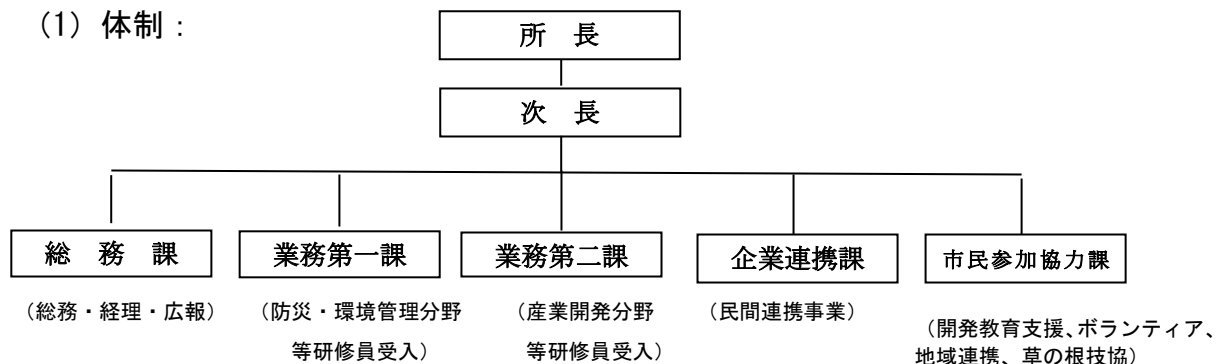 (1) 体制：
所　長
次　長
総　務　課
業務第一課
業務第二課
企業連携課
市民参加協力課
（総務・経理・広報）
（防災・環境管理分野
等研修員受入）
（産業開発分野
等研修員受入）
（民間連携事業）
（開発教育支援、ボランティア、
地域連携、草の根技協）